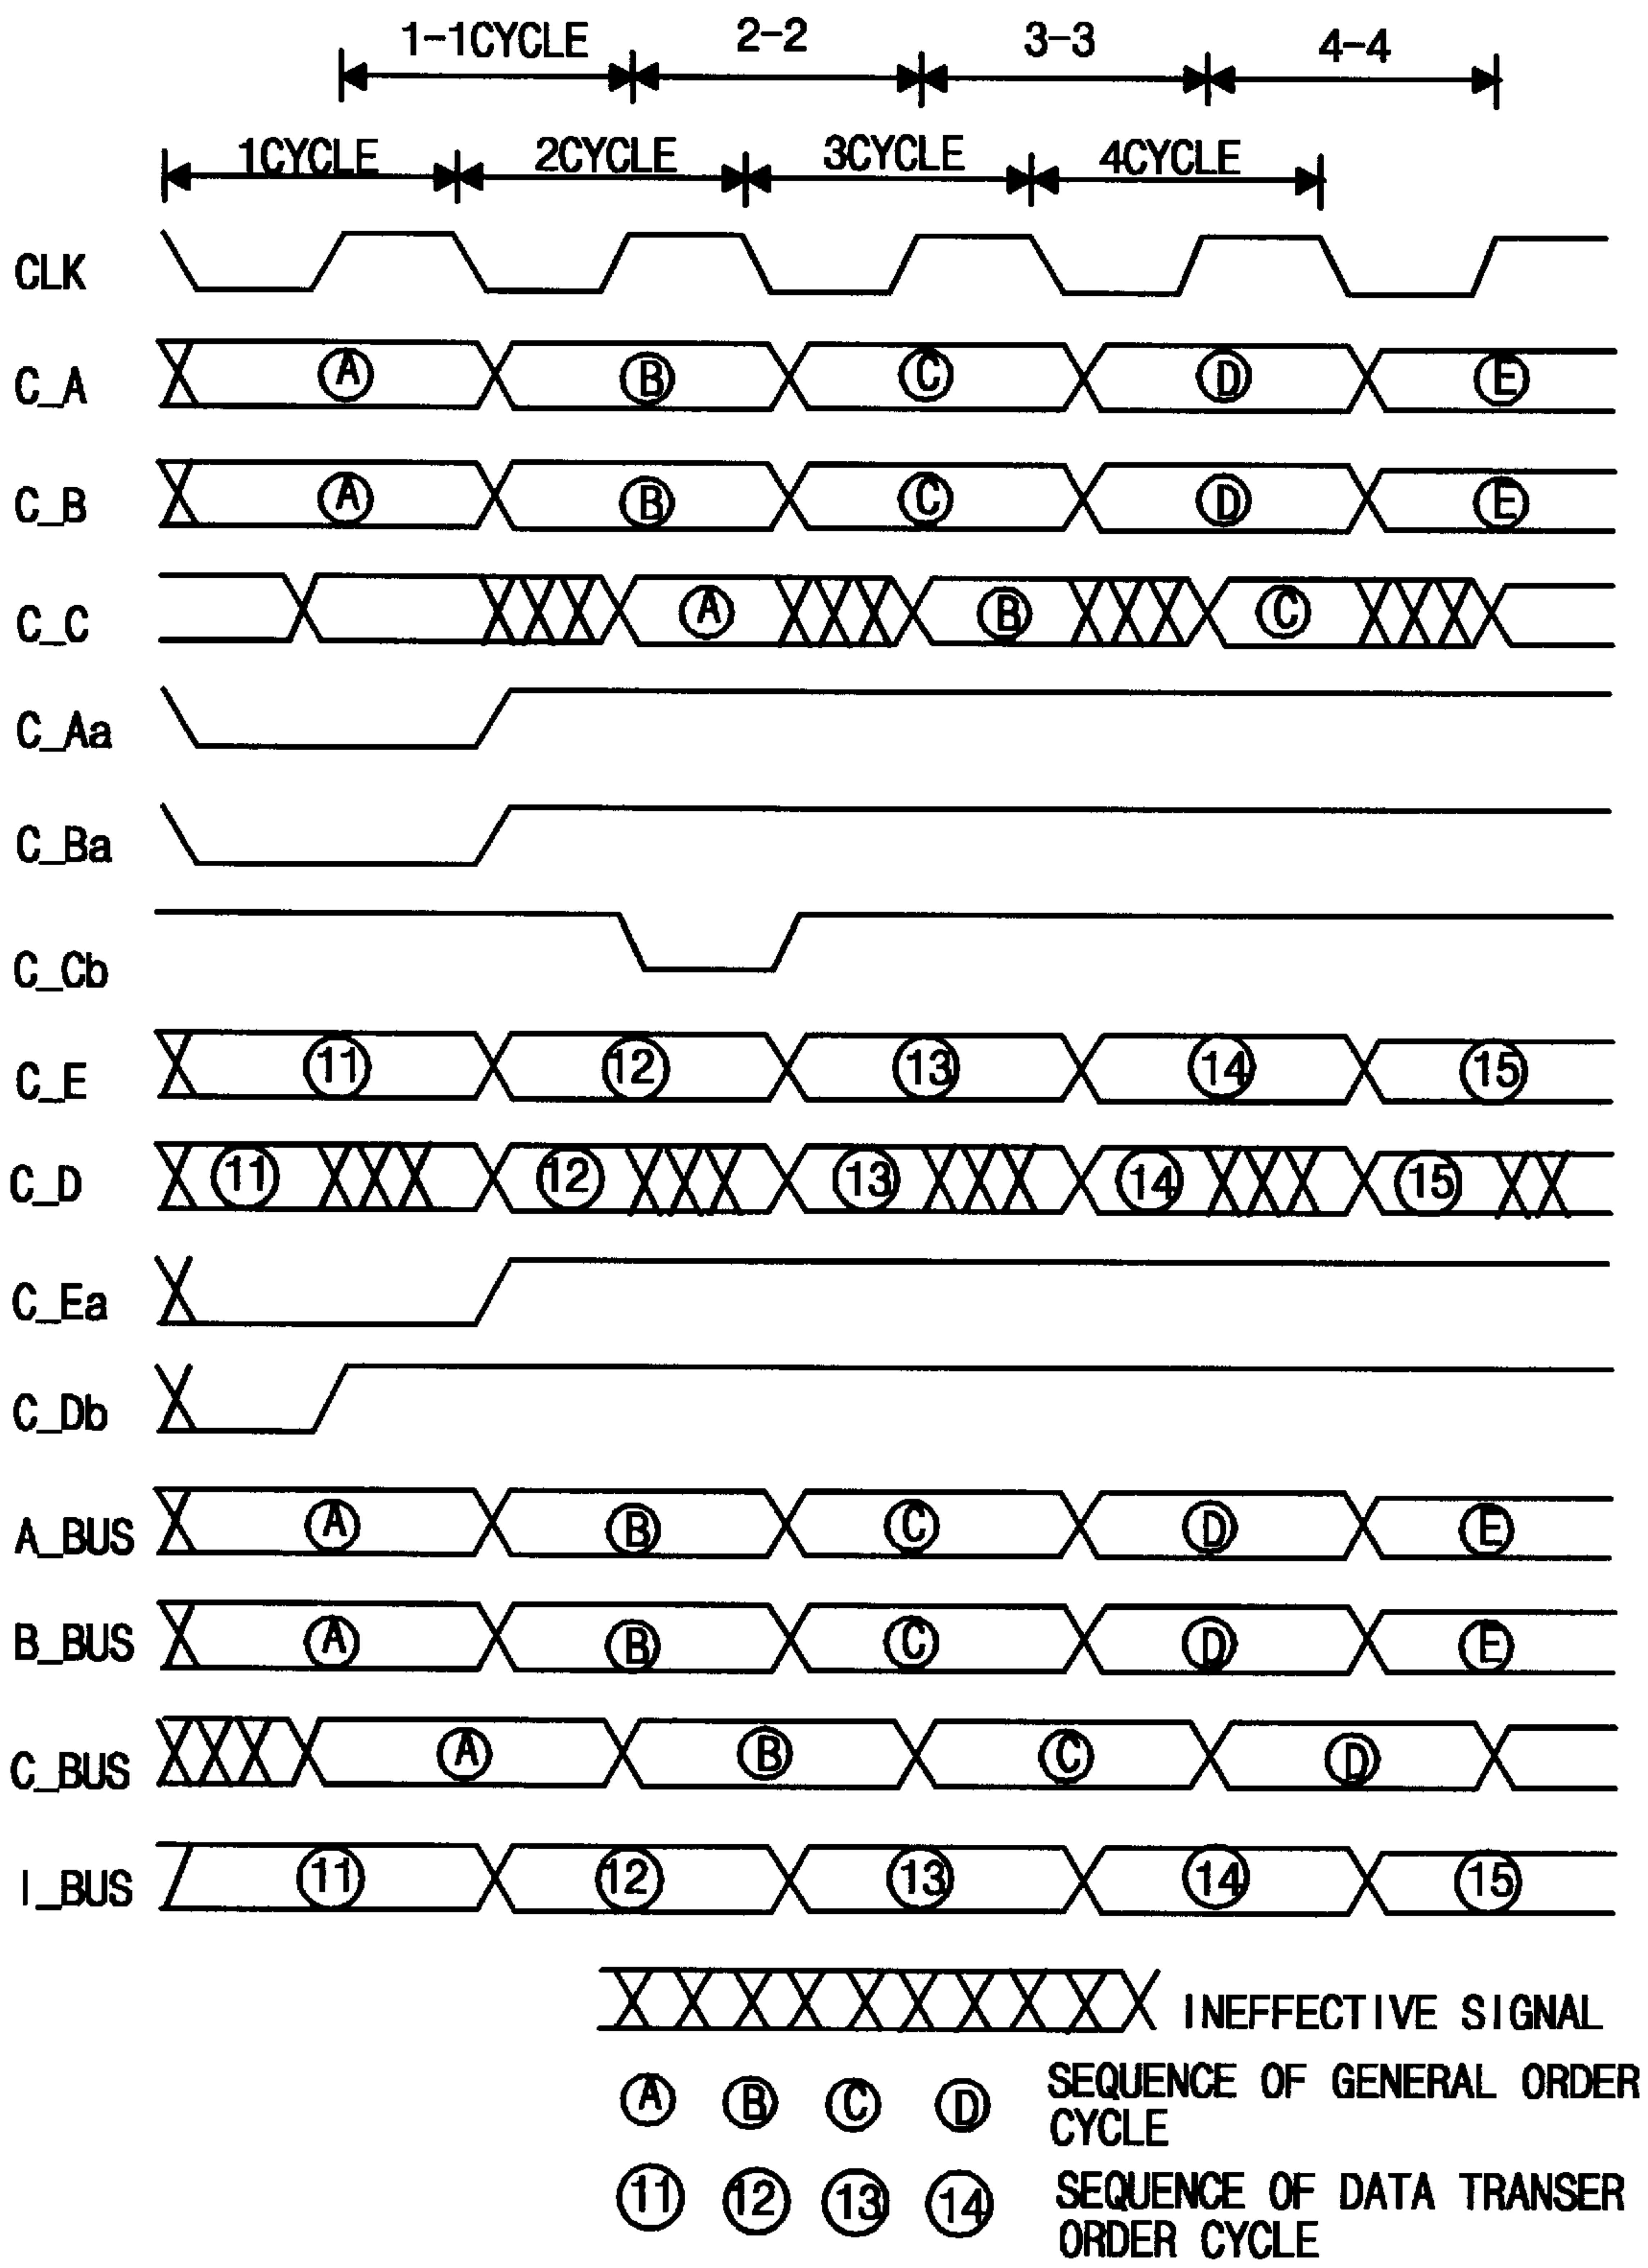 1-1CYCLE 2-2 3-3 4-4
1CYCLE 2CYCLE 3CYCLE 4CYCLE
CLK
C_A A B C D E
C_B A B C D E
C_C A B C
C_Aa
C_Ba
C_Cb
C_E 11 12 13 14 15
C_D 11 12 13 14 15
C_Ea
C_Db
A_BUS A B C D E
B_BUS A B C D E
C_BUS A B C D
I_BUS 11 12 13 14 15
INEFFECTIVE SIGNAL
A B C D SEQUENCE OF GENERAL ORDER
CYCLE
11 12 13 14 SEQUENCE OF DATA TRANSER
ORDER CYCLE